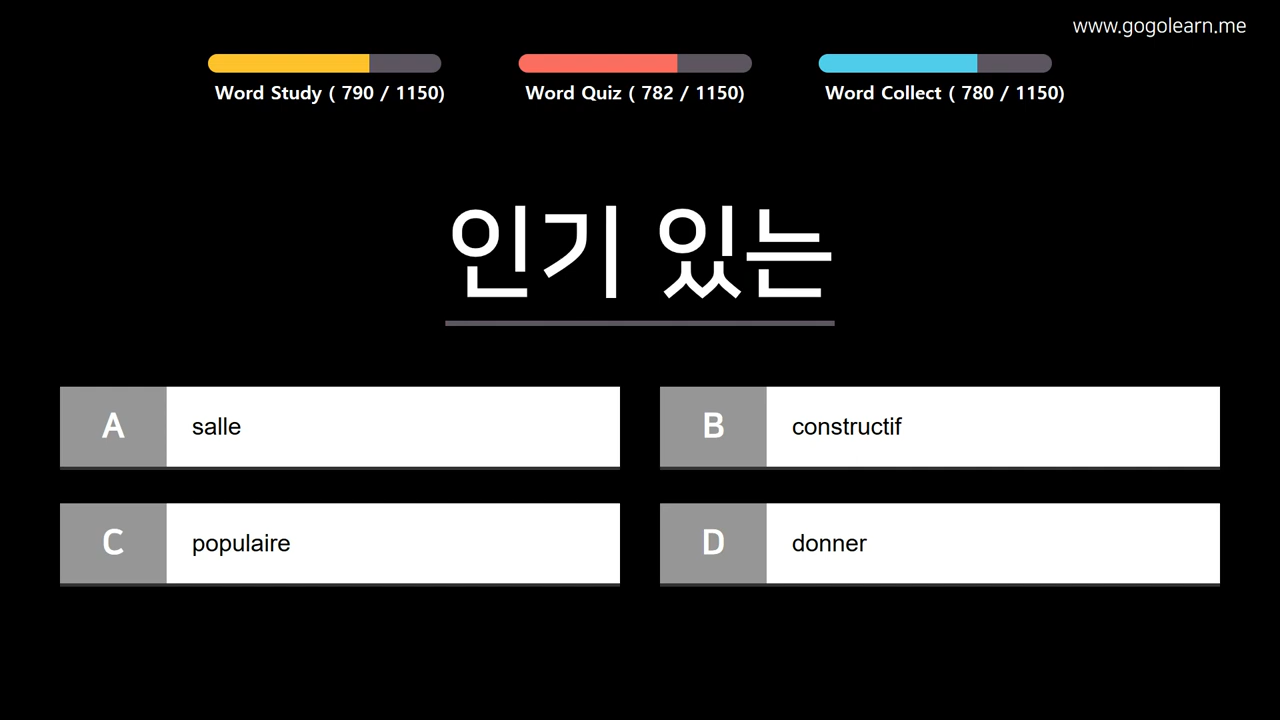 www.gogolearn.me
Word Study ( 790 / 1150)
Word Quiz ( 782 / 1150)
Word Collect ( 780 / 1150)
인기 있는
A salle
B constructif
C populaire
D donner